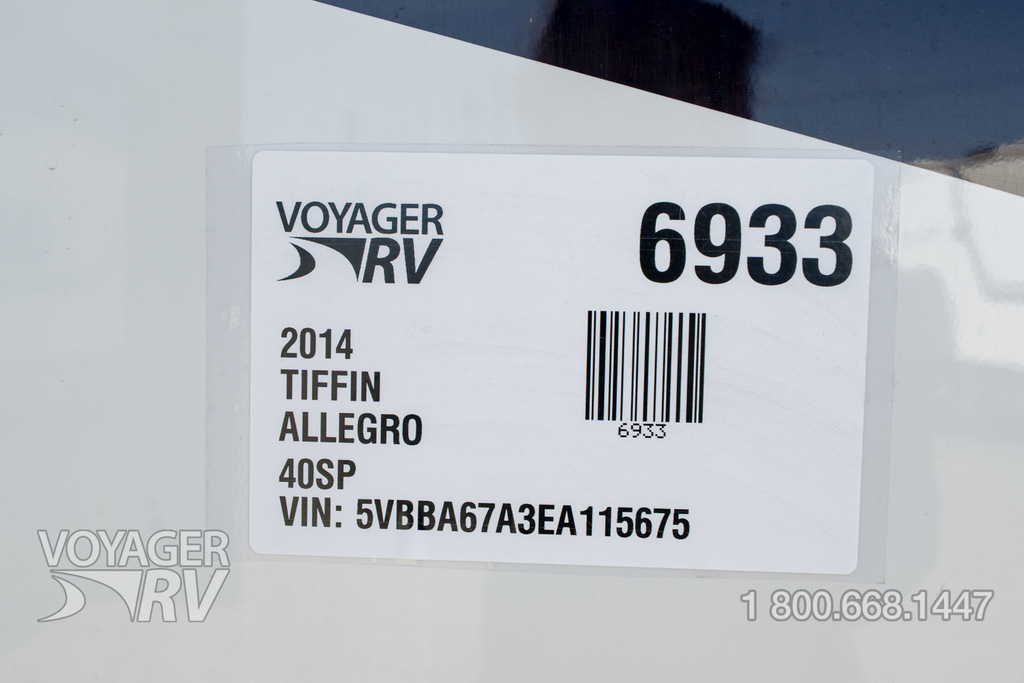 VOYAGER
RV
6933
2014
TIFFIN
ALLEGRO
40SP
VIN: 5VBBA67A3EA115675
6933
VOYAGER
RV
1 800.668.1447